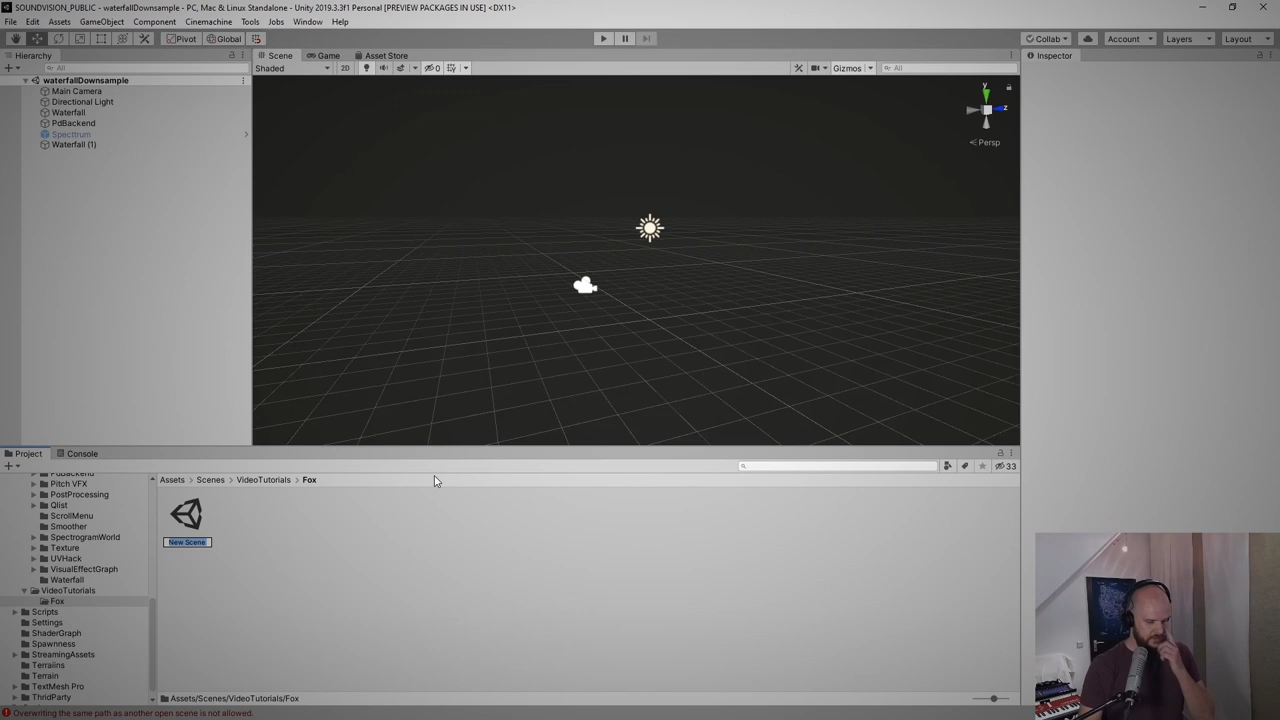 SOUNDVISION_PUBLIC - waterfallDownsample - PC, Mac & Linux Standalone - Unity 2019.3.3f1 Personal [PREVIEW PACKAGES IN USE] <DX11>
File Edit Assets GameObject Component Cinemachine Tools Jobs Window Help
Pivot Global Collab Account Layers Layout
Hierarchy Scene Game Asset Store Inspector
All Shaded 2D 0 Gizmos All
waterfallDownsample
Main Camera
Directional Light
Waterfall
PdBackend
Specttrum
Waterfall (1)
y
z
Persp
Project Console
33
Assets > Scenes > VideoTutorials > Fox
Pitch VFX
PostProcessing
Qlist
ScrollMenu
Smoother
SpectrogramWorld
Texture
UVHack
VisualEffectGraph
Waterfall
VideoTutorials
Fox
Scripts
Settings
ShaderGraph
Spawnness
StreamingAssets
Terraiins
Terrain
TextMesh Pro
ThridParty
New Scene
Assets/Scenes/VideoTutorials/Fox
Overwriting the same path as another open scene is not allowed.